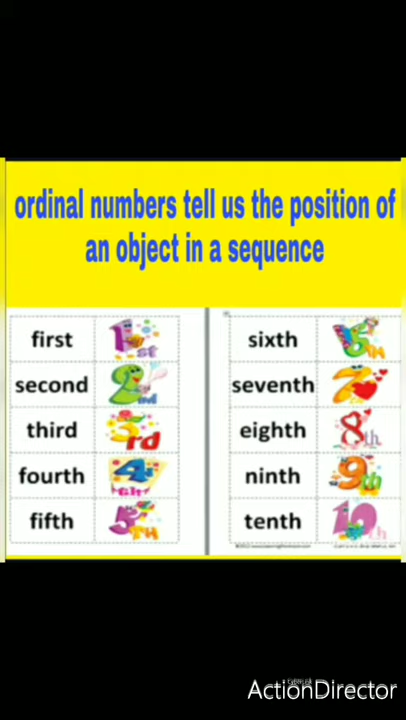 ordinal numbers tell us the position of
an object in a sequence
first 1st
second 2nd
third 3rd
fourth 4th
fifth 5TH
sixth 6TH
seventh 7
eighth 8th
ninth 9th
tenth 10th
ActionDirector